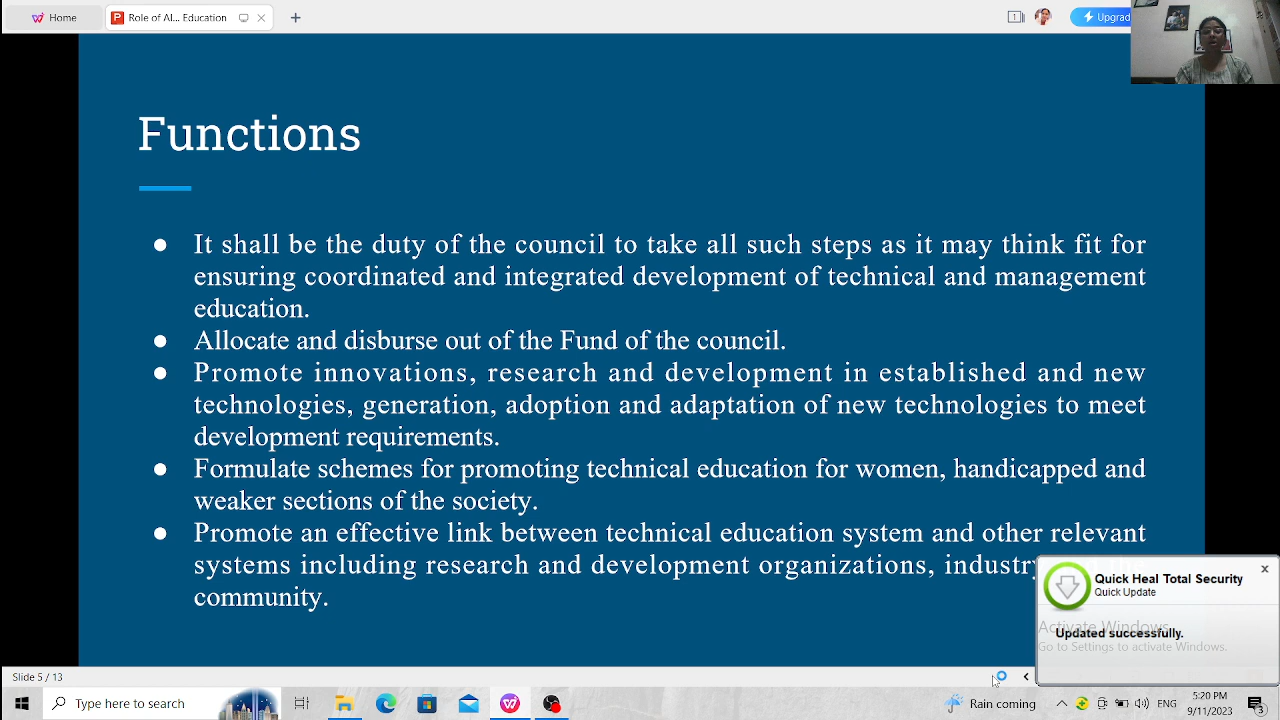 Home
Role of AI... Education
1
Upgrad
Functions
● It shall be the duty of the council to take all such steps as it may think fit for
ensuring coordinated and integrated development of technical and management
education.
● Allocate and disburse out of the Fund of the council.
● Promote innovations, research and development in established and new
technologies, generation, adoption and adaptation of new technologies to meet
development requirements.
● Formulate schemes for promoting technical education for women, handicapped and
weaker sections of the society.
● Promote an effective link between technical education system and other relevant
systems including research and development organizations, industry
community.
Quick Heal Total Security
Quick Update
Activate Windows
Updated successfully.
Go to Settings to activate Windows.
Slide 5 / 13
Type here to search
Rain coming
ENG
5:20 PM
9/11/2023
3